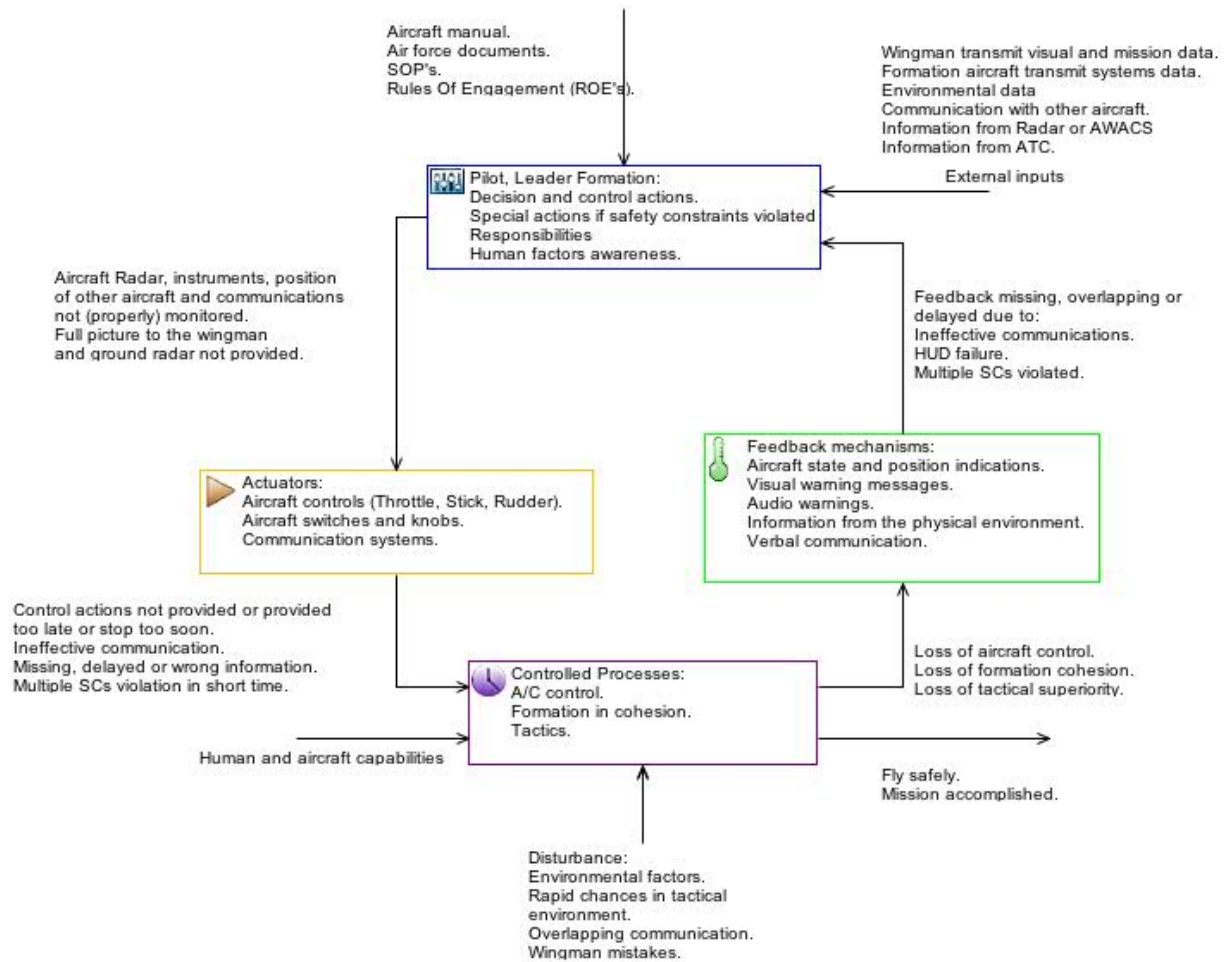 Aircraft manual.
Air force documents.
SOP's.
Rules Of Engagement (ROE's).
Wingman transmit visual and mission data.
Formation aircraft transmit systems data.
Environmental data
Communication with other aircraft.
Information from Radar or AWACS
Information from ATC.
External inputs
Pilot, Leader Formation:
Decision and control actions.
Special actions if safety constraints violated
Responsibilities
Human factors awareness.
Aircraft Radar, instruments, position
of other aircraft and communications
not (properly) monitored.
Full picture to the wingman
and ground radar not provided.
Feedback missing, overlapping or
delayed due to:
Ineffective communications.
HUD failure.
Multiple SCs violated.
Actuators:
Aircraft controls (Throttle, Stick, Rudder).
Aircraft switches and knobs.
Communication systems.
Feedback mechanisms:
Aircraft state and position indications.
Visual warning messages.
Audio warnings.
Information from the physical environment.
Verbal communication.
Control actions not provided or provided
too late or stop too soon.
Ineffective communication.
Missing, delayed or wrong information.
Multiple SCs violation in short time.
Controlled Processes:
A/C control.
Formation in cohesion.
Tactics.
Loss of aircraft control.
Loss of formation cohesion.
Loss of tactical superiority.
Human and aircraft capabilities
Fly safely.
Mission accomplished.
Disturbance:
Environmental factors.
Rapid chances in tactical
environment.
Overlapping communication.
Wingman mistakes.